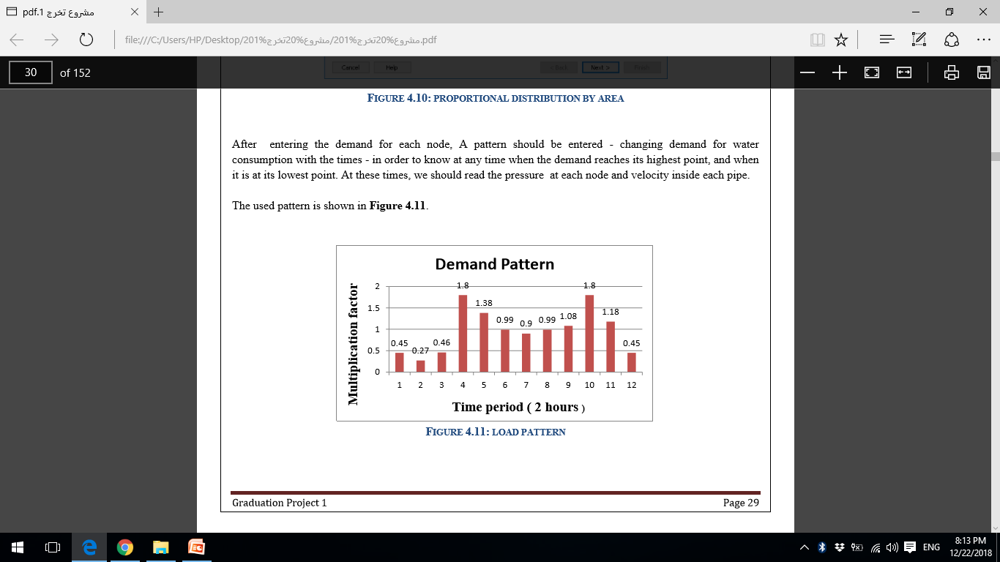 مشروع تخرج 1.pdf
file:///C:/Users/HP/Desktop/201%مشروع%20تخرج/201%مشروع%20تخرج.pdf
30 of 152
Cancel Help < Back Next > Finish
FIGURE 4.10: PROPORTIONAL DISTRIBUTION BY AREA
After entering the demand for each node, A pattern should be entered - changing demand for water
consumption with the times - in order to know at any time when the demand reaches its highest point, and when
it is at its lowest point. At these times, we should read the pressure at each node and velocity inside each pipe.
The used pattern is shown in Figure 4.11.
Demand Pattern
Multiplication factor
2
1.5
1
0.5
0
0.45 0.27 0.46 1.8 1.38 0.99 0.9 0.99 1.08 1.8 1.18 0.45
1 2 3 4 5 6 7 8 9 10 11 12
Time period ( 2 hours )
FIGURE 4.11: LOAD PATTERN
Graduation Project 1 Page 29
ENG
8:13 PM
12/22/2018